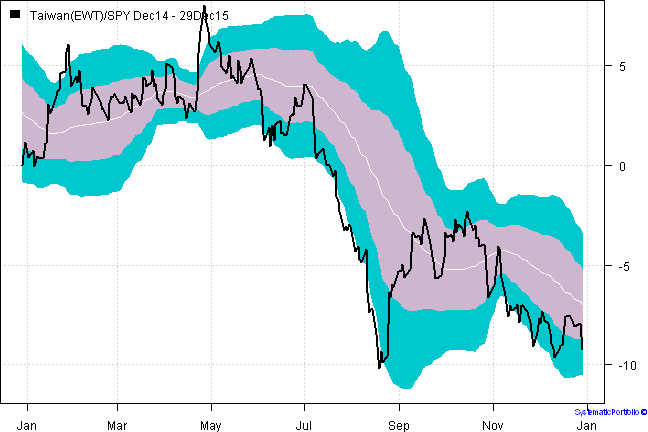 Taiwan(EWT)/SPY Dec14 - 29Dec15
5
0
-5
-10
Jan Mar May Jul Sep Nov Jan
SystematicPortfolio ©